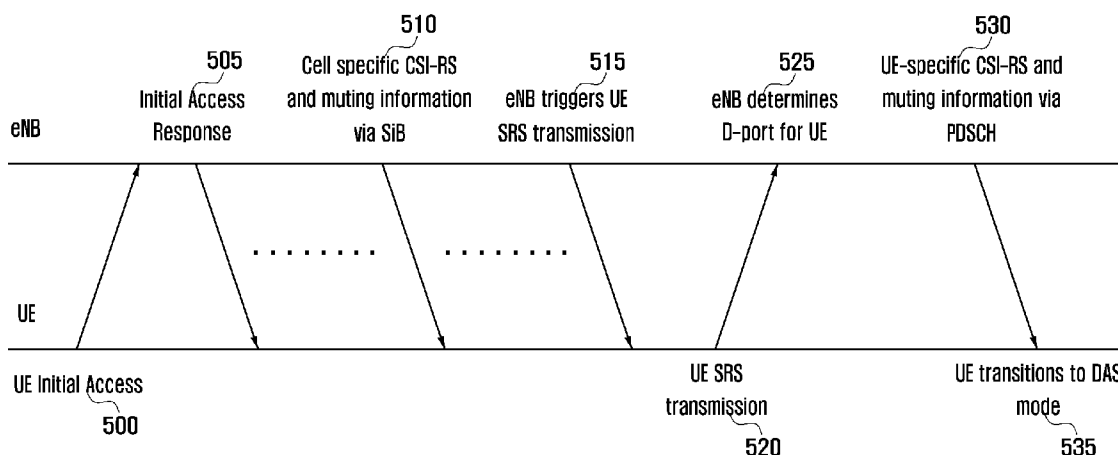 510
530
505
Cell specific CSI-RS
and muting information
via SiB
515
525
UE-specific CSI-RS and
muting information via
PDSCH
Initial Access
Response
eNB triggers UE
SRS transmission
eNB determines
D-port for UE
eNB
UE
UE Initial Access
500
UE SRS
transmission
520
UE transitions to DAS
mode
535